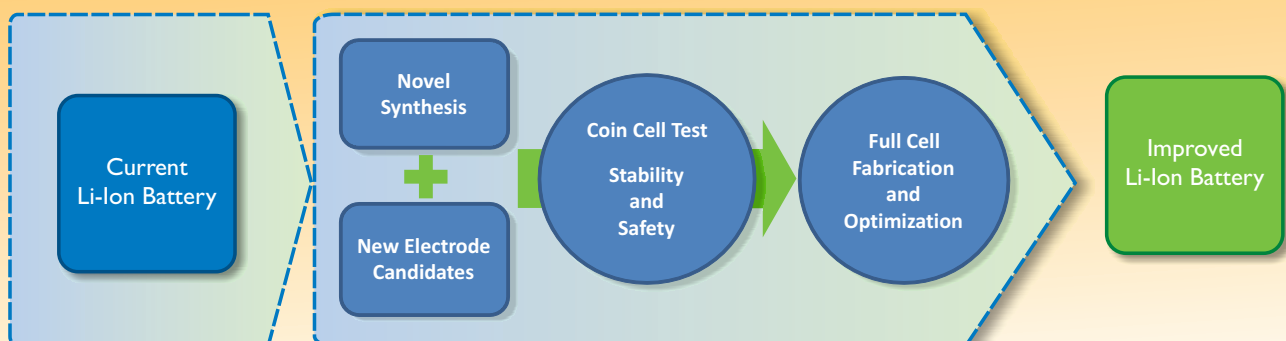 Current
Li-Ion Battery
Novel
Synthesis
New Electrode
Candidates
Coin Cell Test
Stability
and
Safety
Full Cell
Fabrication
and
Optimization
Improved
Li-Ion Battery